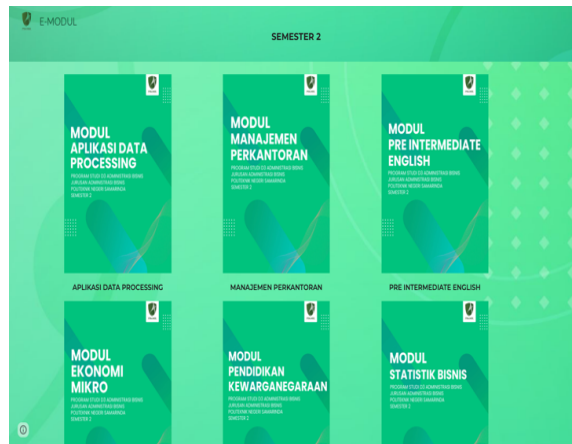 E-MODUL
SEMESTER 2
MODUL
APLIKASI DATA
PROCESSING
PROGRAM STUDI D3 ADMINISTRASI BISNIS
JURUSAN ADMINISTRASI BISNIS
POLITEKNIK NEGERI SAMARINDA
SEMESTER 2
MODUL
MANAJEMEN
PERKANTORAN
PROGRAM STUDI D3 ADMINISTRASI BISNIS
JURUSAN ADMINISTRASI BISNIS
POLITEKNIK NEGERI SAMARINDA
SEMESTER 2
MODUL
PRE INTERMEDIATE
ENGLISH
PROGRAM STUDI D3 ADMINISTRASI BISNIS
JURUSAN ADMINISTRASI BISNIS
POLITEKNIK NEGERI SAMARINDA
SEMESTER 2
APLIKASI DATA PROCESSING
MANAJEMEN PERKANTORAN
PRE INTERMEDIATE ENGLISH
MODUL
EKONOMI
MIKRO
PROGRAM STUDI D3 ADMINISTRASI BISNIS
JURUSAN ADMINISTRASI BISNIS
POLITEKNIK NEGERI SAMARINDA
SEMESTER 2
MODUL
PENDIDIKAN
KEWARGANEGARAAN
PROGRAM STUDI D3 ADMINISTRASI BISNIS
JURUSAN ADMINISTRASI BISNIS
POLITEKNIK NEGERI SAMARINDA
SEMESTER 2
MODUL
STATISTIK BISNIS
PROGRAM STUDI D3 ADMINISTRASI BISNIS
JURUSAN ADMINISTRASI BISNIS
POLITEKNIK NEGERI SAMARINDA
SEMESTER 2